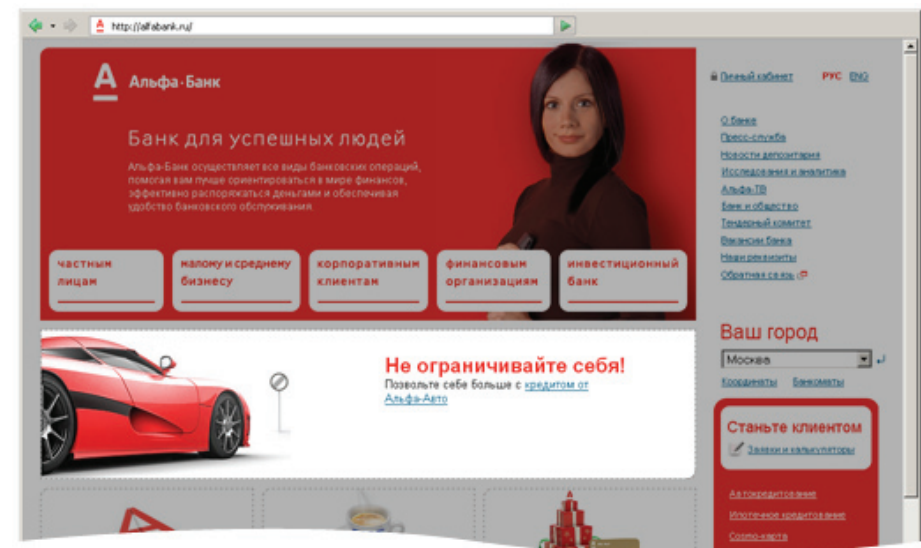 http://alfabank.ru/
Альфа·Банк
Личный кабинет
РУС ENG
Банк для успешных людей
Альфа-Банк осуществляет все виды банковских операций,
помогая вам лучше ориентироваться в мире финансов,
эффективно распоряжаться деньгами и обеспечивая
удобство банковского обслуживания.
О банке
Пресс-служба
Новости депозитария
Исследования и аналитика
Альфа-ТВ
Банк и общество
Тендерный комитет
Вакансии банка
Наши реквизиты
Обратная связь
частным
лицам
малому и среднему
бизнесу
корпоративным
клиентам
финансовым
организациям
инвестиционный
банк
Не ограничивайте себя!
Позвольте себе больше с кредитом от
Альфа-Авто
Ваш город
Москва
Координаты Банкоматы
Станьте клиентом
Заявки и калькуляторы
Автокредитование
Ипотечное кредитование
Cosmo-карта